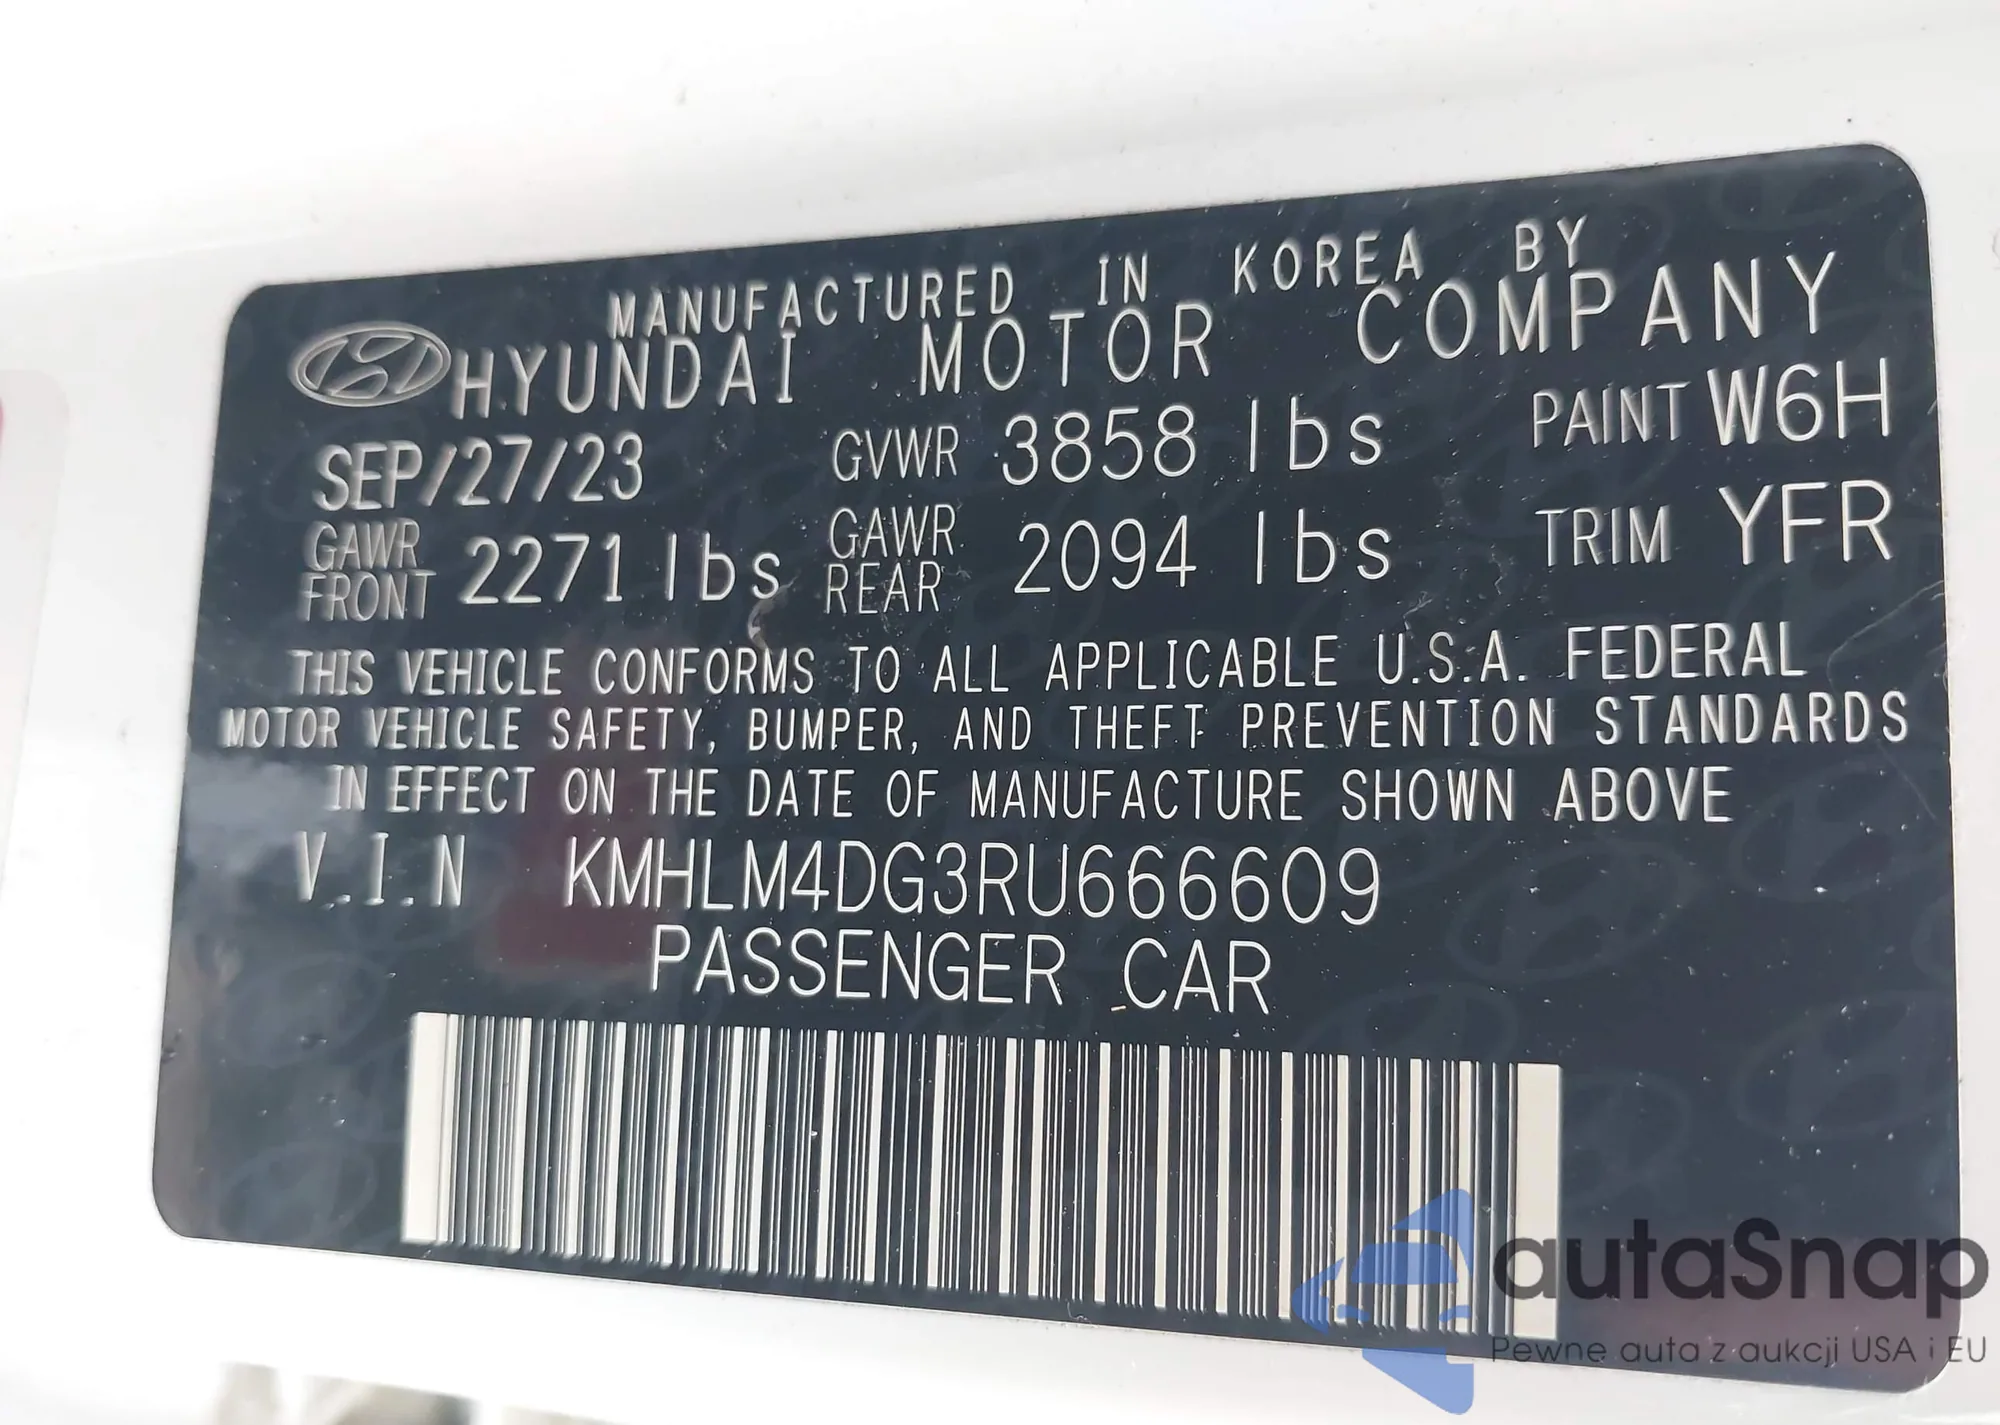 MANUFACTURED IN KOREA BY
HYUNDAI MOTOR COMPANY
SEP/27/23 GVWR 3858 lbs PAINT W6H
GAWR FRONT 2271 lbs GAWR REAR 2094 lbs TRIM YFR
THIS VEHICLE CONFORMS TO ALL APPLICABLE U.S.A. FEDERAL
MOTOR VEHICLE SAFETY, BUMPER, AND THEFT PREVENTION STANDARDS
IN EFFECT ON THE DATE OF MANUFACTURE SHOWN ABOVE
V.I.N KMHLM4DG3RU666609
PASSENGER CAR
autaSnap
Pewne auta z aukcji USA i EU